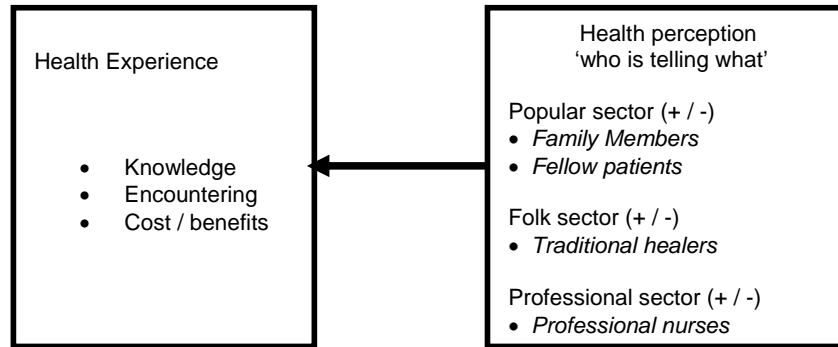 Health Experience
• Knowledge
• Encountering
• Cost / benefits
Health perception
‘who is telling what’
Popular sector (+ / -)
• Family Members
• Fellow patients
Folk sector (+ / -)
• Traditional healers
Professional sector (+ / -)
• Professional nurses